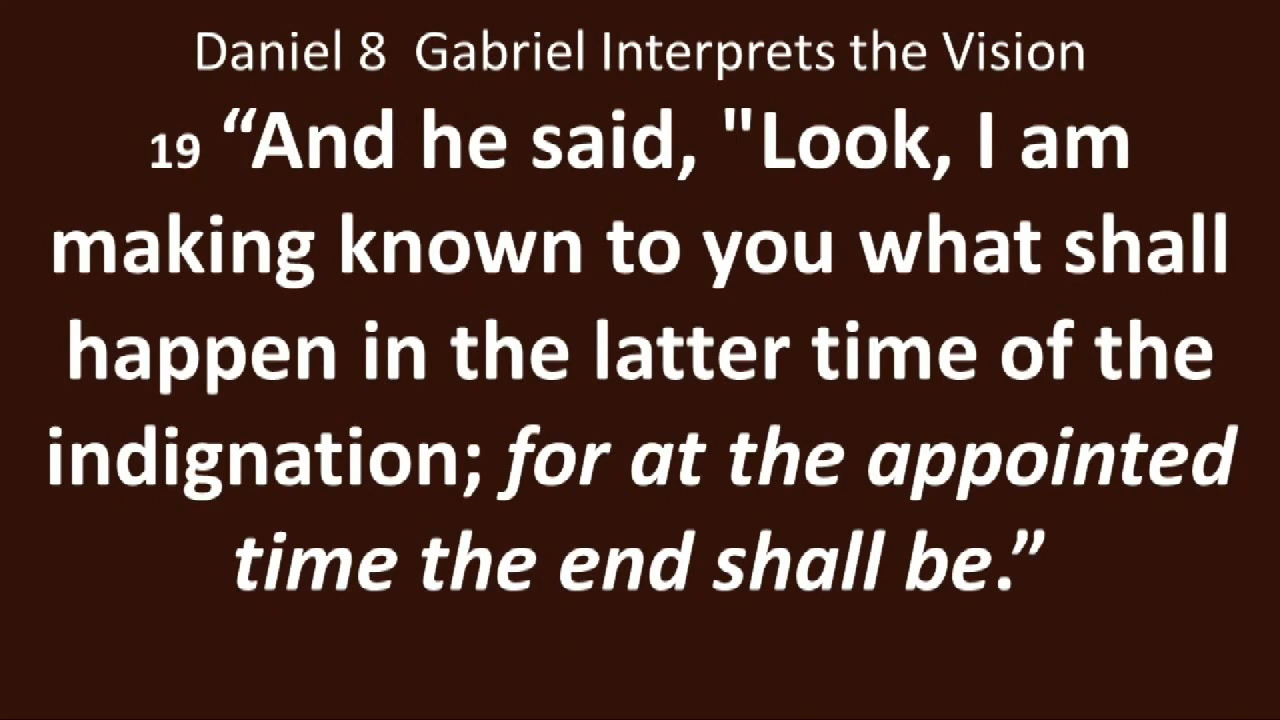 Daniel 8  Gabriel Interprets the Vision
19 “And he said, "Look, I am
making known to you what shall
happen in the latter time of the
indignation; for at the appointed
time the end shall be.”